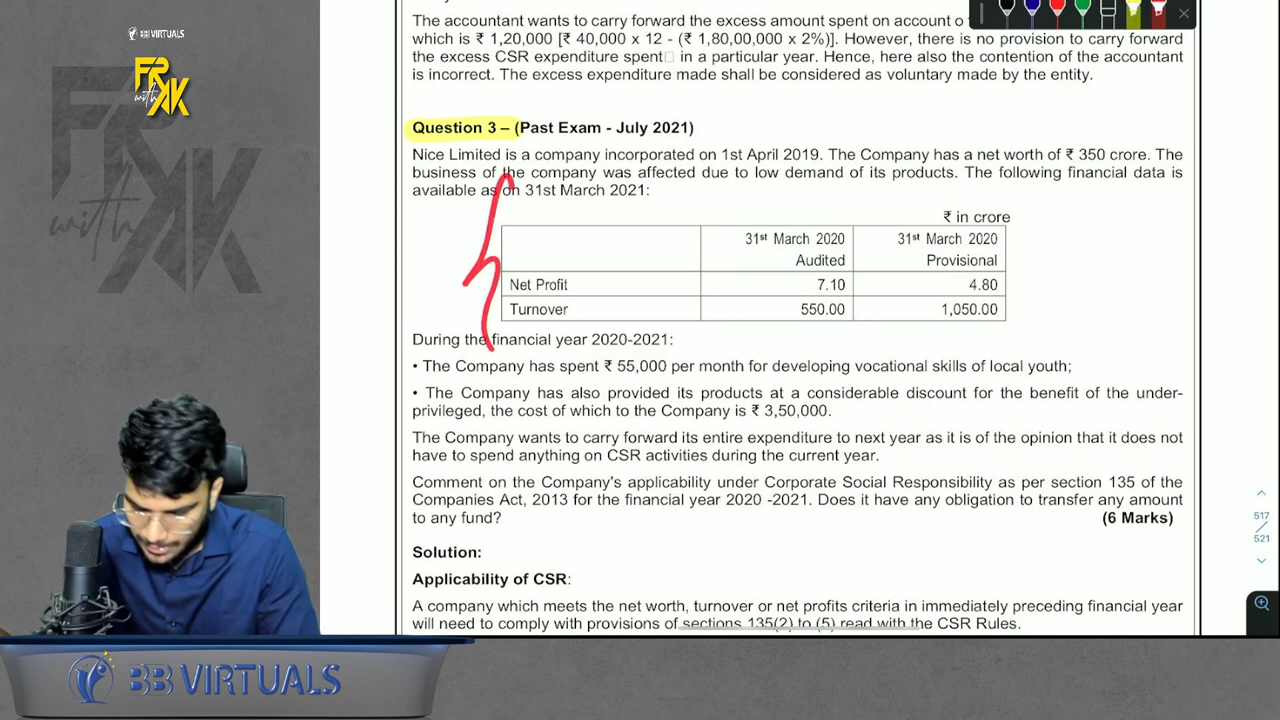 BB VIRTUALS
FR
with
AK
FR
with
AK
The accountant wants to carry forward the excess amount spent on account o
which is ₹ 1,20,000 [₹ 40,000 x 12 - (₹ 1,80,00,000 x 2%)]. However, there is no provision to carry forward
the excess CSR expenditure spent□ in a particular year. Hence, here also the contention of the accountant
is incorrect. The excess expenditure made shall be considered as voluntary made by the entity.
Question 3 – (Past Exam - July 2021)
Nice Limited is a company incorporated on 1st April 2019. The Company has a net worth of ₹ 350 crore. The
business of the company was affected due to low demand of its products. The following financial data is
available as on 31st March 2021:
₹ in crore
31st March 2020 31st March 2020
Audited Provisional
Net Profit 7.10 4.80
Turnover 550.00 1,050.00
During the financial year 2020-2021:
• The Company has spent ₹ 55,000 per month for developing vocational skills of local youth;
• The Company has also provided its products at a considerable discount for the benefit of the under-
privileged, the cost of which to the Company is ₹ 3,50,000.
The Company wants to carry forward its entire expenditure to next year as it is of the opinion that it does not
have to spend anything on CSR activities during the current year.
Comment on the Company's applicability under Corporate Social Responsibility as per section 135 of the
Companies Act, 2013 for the financial year 2020 -2021. Does it have any obligation to transfer any amount
to any fund? (6 Marks)
Solution:
Applicability of CSR:
A company which meets the net worth, turnover or net profits criteria in immediately preceding financial year
will need to comply with provisions of sections 135(2) to (5) read with the CSR Rules.
517
521
BB VIRTUALS